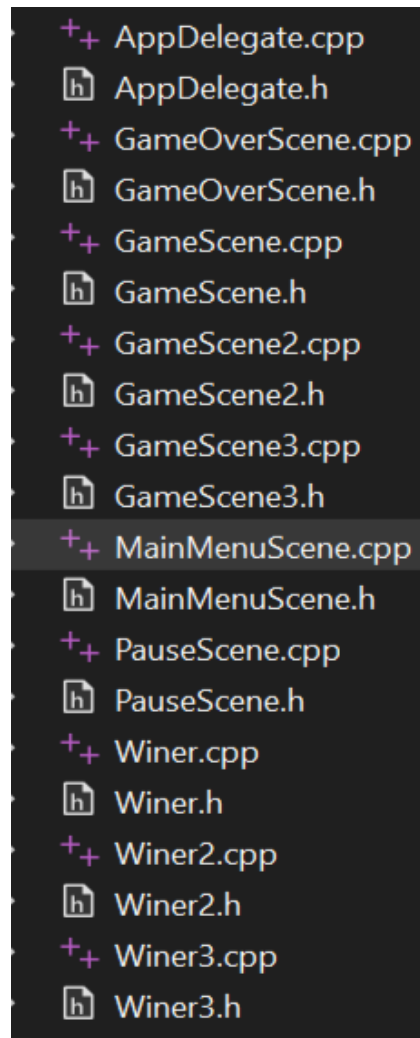 AppDelegate.cpp
AppDelegate.h
GameOverScene.cpp
GameOverScene.h
GameScene.cpp
GameScene.h
GameScene2.cpp
GameScene2.h
GameScene3.cpp
GameScene3.h
MainMenuScene.cpp
MainMenuScene.h
PauseScene.cpp
PauseScene.h
Winer.cpp
Winer.h
Winer2.cpp
Winer2.h
Winer3.cpp
Winer3.h